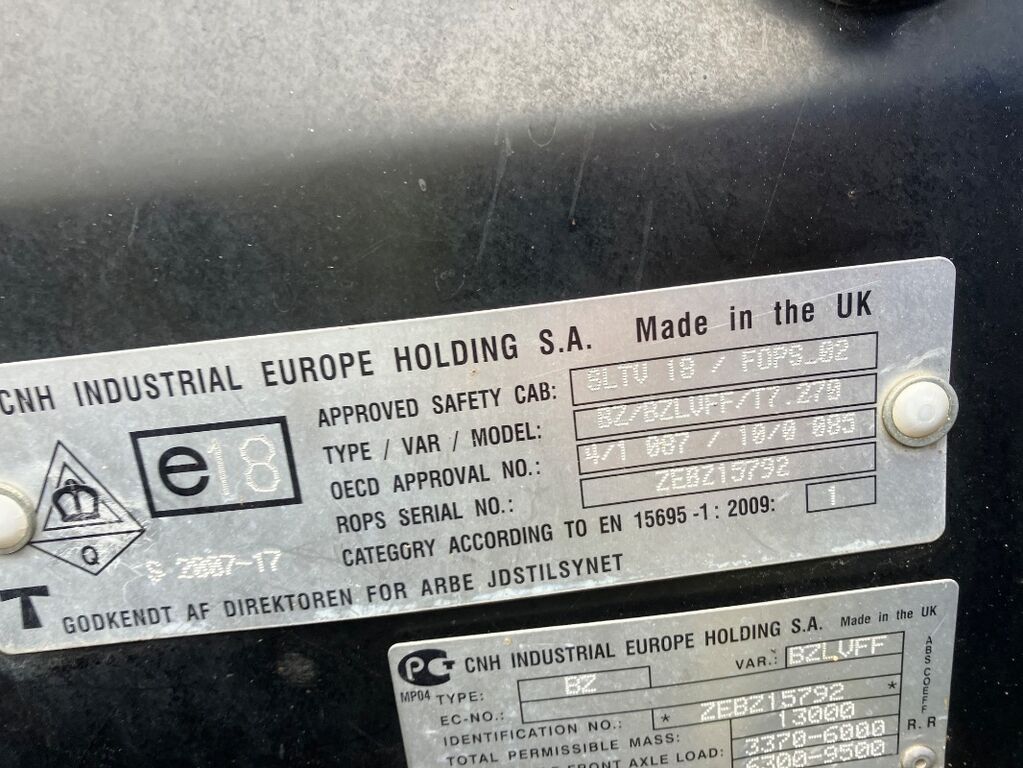 CNH INDUSTRIAL EUROPE HOLDING S.A. Made in the UK
APPROVED SAFETY CAB: SLTV 19 / FOPS_02
TYPE / VAR / MODEL: BZ/BZLVFF/T7.270
OECD APPROVAL NO.: 4/1 087 / 10/0 085
ROPS SERIAL NO.: ZEBZ15792
CATEGORY ACCORDING TO EN 15695-1: 2009: 1
e18
Q
S 2007-17
T GODKENDT AF DIREKTOREN FOR ARBE JDSTILSYNET
PCT CNH INDUSTRIAL EUROPE HOLDING S.A. Made in the UK
MP04 TYPE: BZ VAR.: BZLVFF
EC-NO.:
IDENTIFICATION NO.: * ZEBZ15792 *
TOTAL PERMISSIBLE MASS: 13000
FRONT AXLE LOAD: 3370-6000
6300-9500
ABSCOEFF
R.R